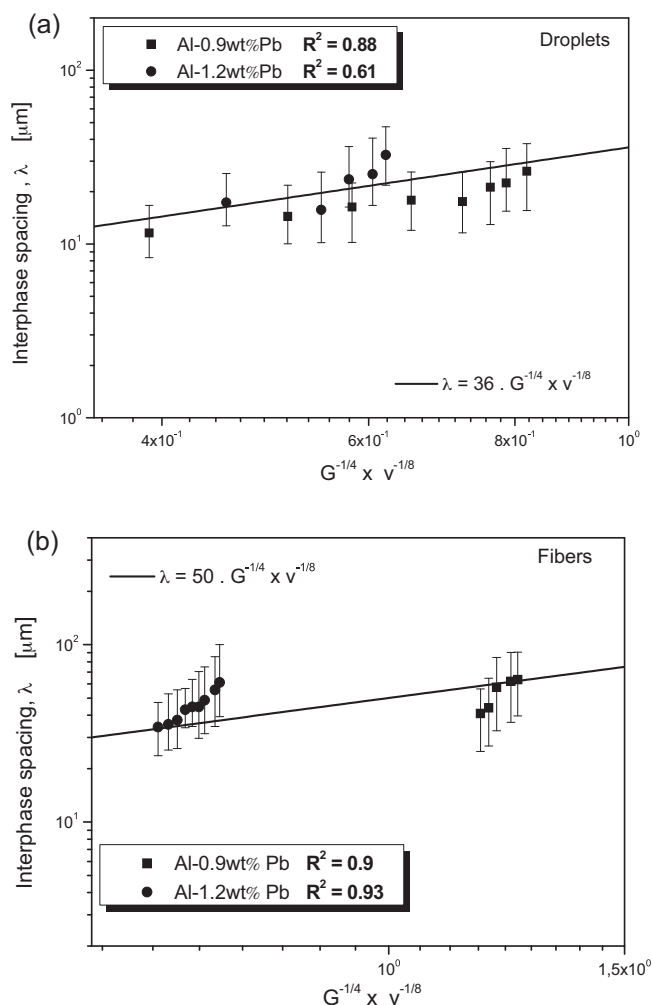 (a)
Al-0.9wt%Pb R² = 0.88
Al-1.2wt%Pb R² = 0.61
Droplets
10²
10¹
10⁰
Interphase spacing , λ [μm]
λ = 36 . G⁻¹/⁴ x v⁻¹/⁸
4x10⁻¹ 6x10⁻¹ 8x10⁻¹ 10⁰
G⁻¹/⁴ x v⁻¹/⁸
(b)
Fibers
λ = 50 . G⁻¹/⁴ x v⁻¹/⁸
10²
10¹
Interphase spacing, λ [μm]
Al-0.9wt% Pb R² = 0.9
Al-1.2wt% Pb R² = 0.93
10⁰ 1,5x10⁰
G⁻¹/⁴ x v⁻¹/⁸